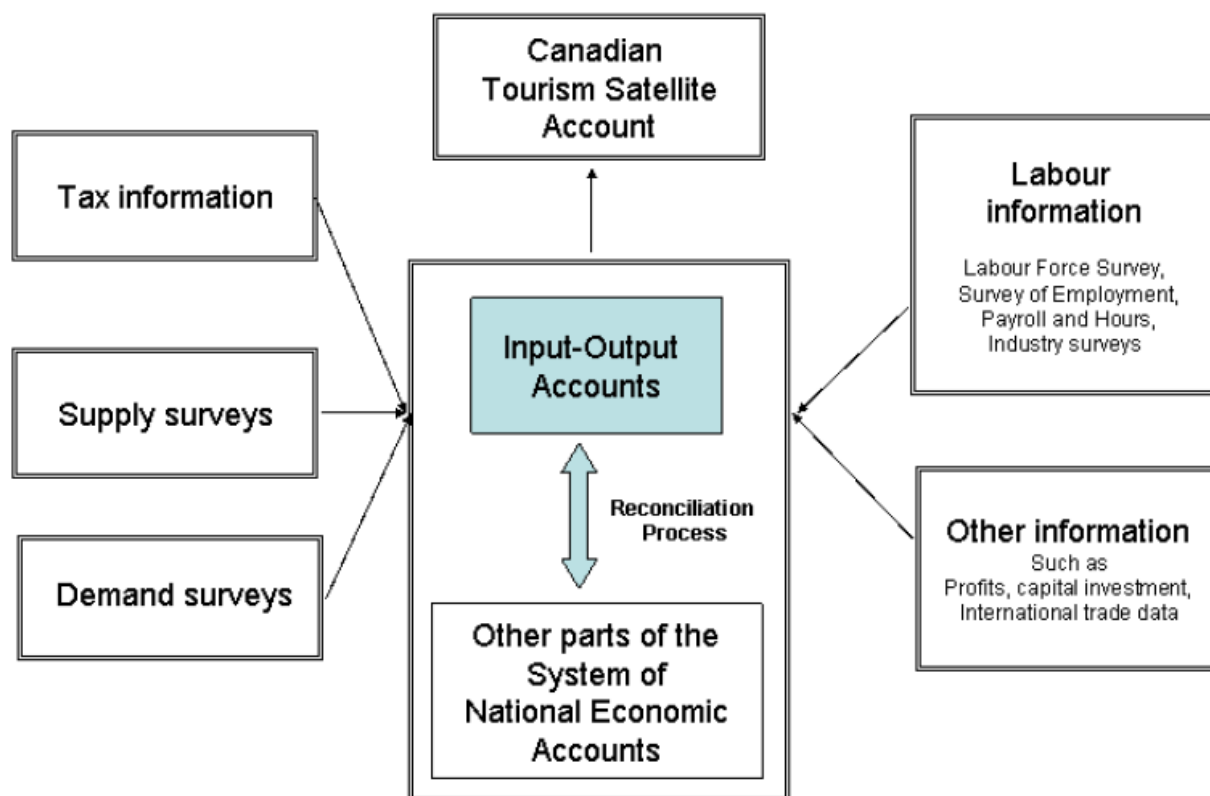 Canadian
Tourism Satellite
Account
Tax information
Supply surveys
Demand surveys
Input-Output
Accounts
Reconciliation
Process
Other parts of the
System of
National Economic
Accounts
Labour
information
Labour Force Survey,
Survey of Employment,
Payroll and Hours,
Industry surveys
Other information
Such as
Profits, capital investment,
International trade data